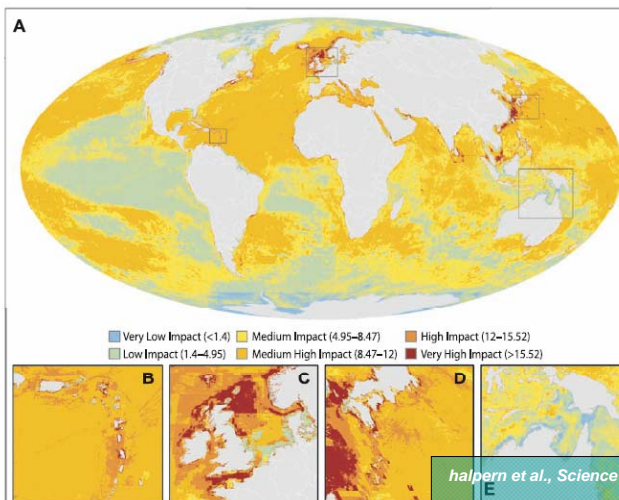 A
Very Low Impact (<1.4) Medium Impact (4.95–8.47) High Impact (12–15.52)
Low Impact (1.4–4.95) Medium High Impact (8.47–12) Very High Impact (>15.52)
B
C
D
halpern et al., Science
E